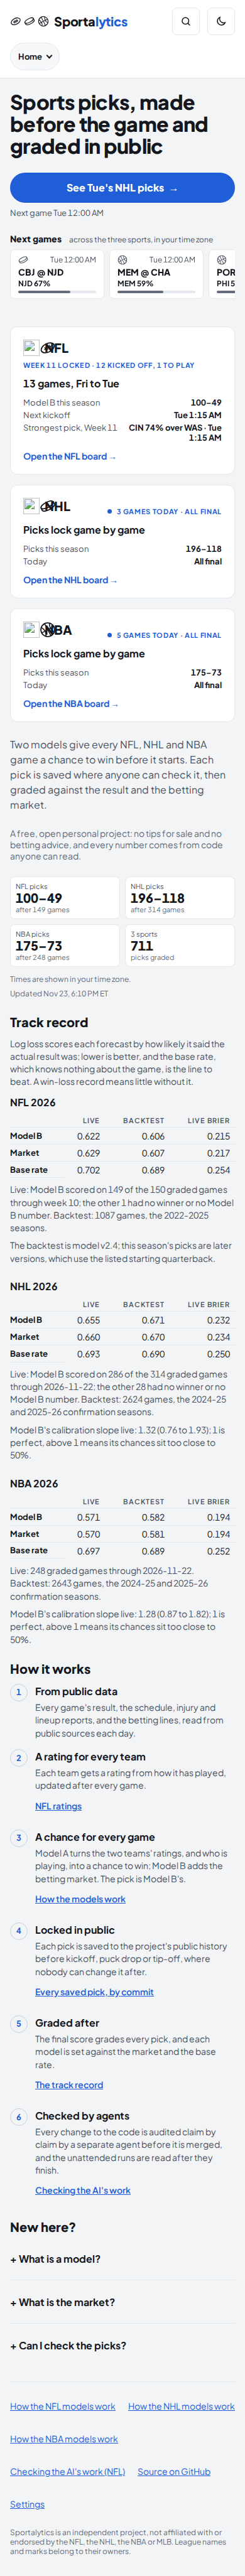 Sportalytics
Home
Sports picks, made
before the game and
graded in public
See Tue's NHL picks →
Next game Tue 12:00 AM
Next games across the three sports, in your time zone
Tue 12:00 AM
CBJ @ NJD
NJD 67%
Tue 12:00 AM
MEM @ CHA
MEM 59%
POR
PHI 5
NFL
WEEK 11 LOCKED · 12 KICKED OFF, 1 TO PLAY
13 games, Fri to Tue
Model B this season 100–49
Next kickoff Tue 1:15 AM
Strongest pick, Week 11 CIN 74% over WAS · Tue
1:15 AM
Open the NFL board →
NHL
3 GAMES TODAY · ALL FINAL
Picks lock game by game
Picks this season 196–118
Today All final
Open the NHL board →
NBA
5 GAMES TODAY · ALL FINAL
Picks lock game by game
Picks this season 175–73
Today All final
Open the NBA board →
Two models give every NFL, NHL and NBA
game a chance to win before it starts. Each
pick is saved where anyone can check it, then
graded against the result and the betting
market.
A free, open personal project: no tips for sale and no
betting advice, and every number comes from code
anyone can read.
NFL picks
100–49
after 149 games
NHL picks
196–118
after 314 games
NBA picks
175–73
after 248 games
3 sports
711
picks graded
Times are shown in your time zone.
Updated Nov 23, 6:10 PM ET
Track record
Log loss scores each forecast by how likely it said the
actual result was; lower is better, and the base rate,
which knows nothing about the game, is the line to
beat. A win-loss record means little without it.
NFL 2026
LIVE BACKTEST LIVE BRIER
Model B 0.622 0.606 0.215
Market 0.629 0.607 0.217
Base rate 0.702 0.689 0.254
Live: Model B scored on 149 of the 150 graded games
through week 10; the other 1 had no winner or no Model
B number. Backtest: 1087 games, the 2022-2025
seasons.
The backtest is model v2.4; this season's picks are later
versions, which use the listed starting quarterback.
NHL 2026
LIVE BACKTEST LIVE BRIER
Model B 0.655 0.671 0.232
Market 0.660 0.670 0.234
Base rate 0.693 0.690 0.250
Live: Model B scored on 286 of the 314 graded games
through 2026-11-22; the other 28 had no winner or no
Model B number. Backtest: 2624 games, the 2024-25
and 2025-26 confirmation seasons.
Model B's calibration slope live: 1.32 (0.76 to 1.93); 1 is
perfect, above 1 means its chances sit too close to
50%.
NBA 2026
LIVE BACKTEST LIVE BRIER
Model B 0.571 0.582 0.194
Market 0.570 0.581 0.194
Base rate 0.697 0.689 0.252
Live: 248 graded games through 2026-11-22.
Backtest: 2643 games, the 2024-25 and 2025-26
confirmation seasons.
Model B's calibration slope live: 1.28 (0.87 to 1.82); 1 is
perfect, above 1 means its chances sit too close to
50%.
How it works
1 From public data
Every game's result, the schedule, injury and
lineup reports, and the betting lines, read from
public sources each day.
2 A rating for every team
Each team gets a rating from how it has played,
updated after every game.
NFL ratings
3 A chance for every game
Model A turns the two teams' ratings, and who is
playing, into a chance to win; Model B adds the
betting market. The pick is Model B's.
How the models work
4 Locked in public
Each pick is saved to the project's public history
before kickoff, puck drop or tip-off, where
nobody can change it after.
Every saved pick, by commit
5 Graded after
The final score grades every pick, and each
model is set against the market and the base
rate.
The track record
6 Checked by agents
Every change to the code is audited claim by
claim by a separate agent before it is merged,
and the unattended runs are read after they
finish.
Checking the AI's work
New here?
+ What is a model?
+ What is the market?
+ Can I check the picks?
How the NFL models work How the NHL models work
How the NBA models work
Checking the AI's work (NFL) Source on GitHub
Settings
Sportalytics is an independent project, not affiliated with or
endorsed by the NFL, the NHL, the NBA or MLB. League names
and marks belong to their owners.